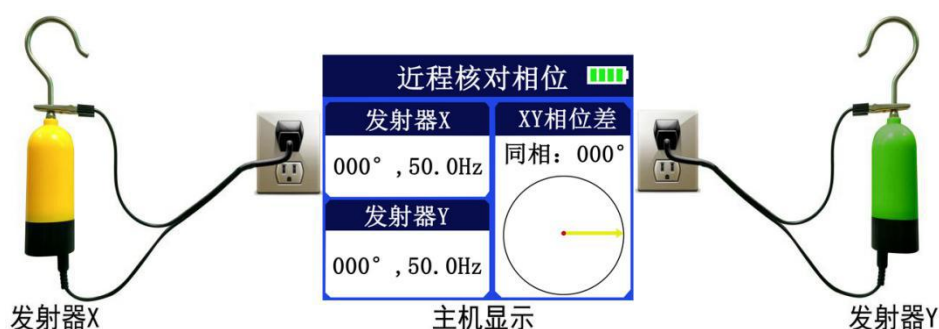 近程核对相位
发射器X
000°,50.0Hz
发射器Y
000°,50.0Hz
XY相位差
同相：000°
发射器X
主机显示
发射器Y